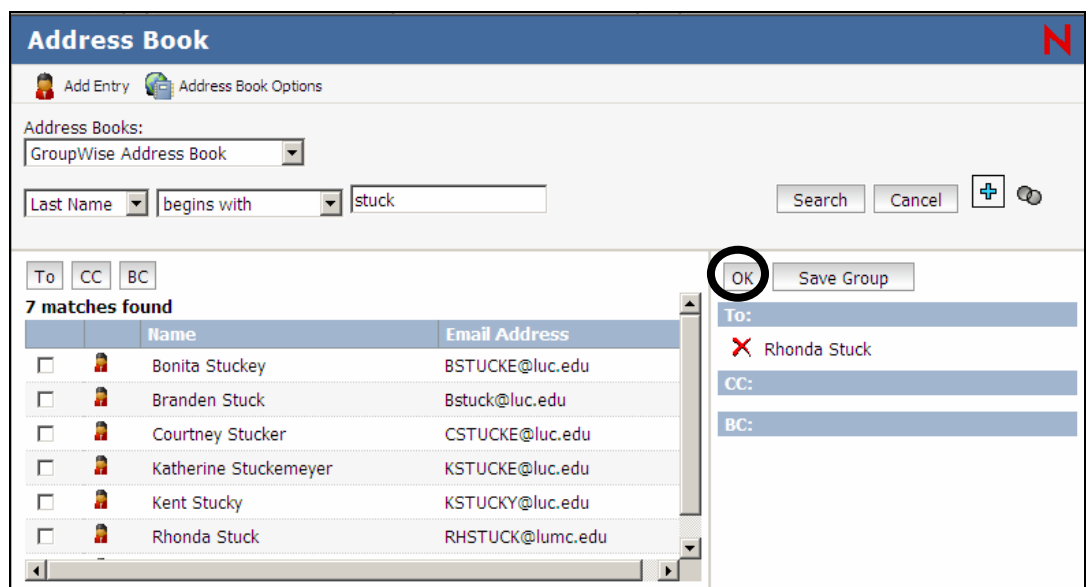 Address Book
N
Add Entry Address Book Options
Address Books:
GroupWise Address Book
Last Name begins with stuck Search Cancel
To CC BC
7 matches found
Name Email Address
Bonita Stuckey BSTUCKE@luc.edu
Branden Stuck Bstuck@luc.edu
Courtney Stucker CSTUCKE@luc.edu
Katherine Stuckemeyer KSTUCKE@luc.edu
Kent Stucky KSTUCKY@luc.edu
Rhonda Stuck RHSTUCK@lumc.edu
OK Save Group
To:
Rhonda Stuck
CC:
BC: